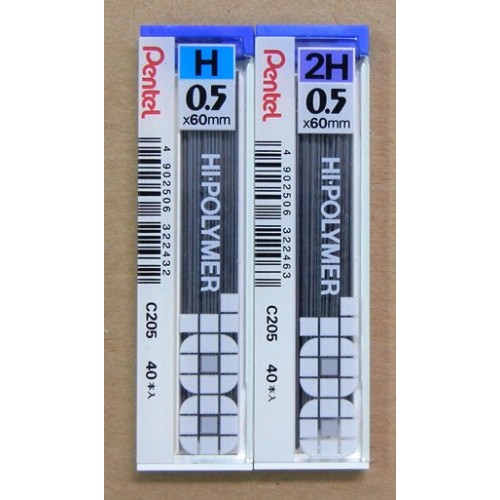 Pentel
H
0.5
x60mm
HI-POLYMER
100
4 902506 322432
C205
40本入
Pentel
2H
0.5
x60mm
HI-POLYMER
100
4 902506 322463
C205
40本入